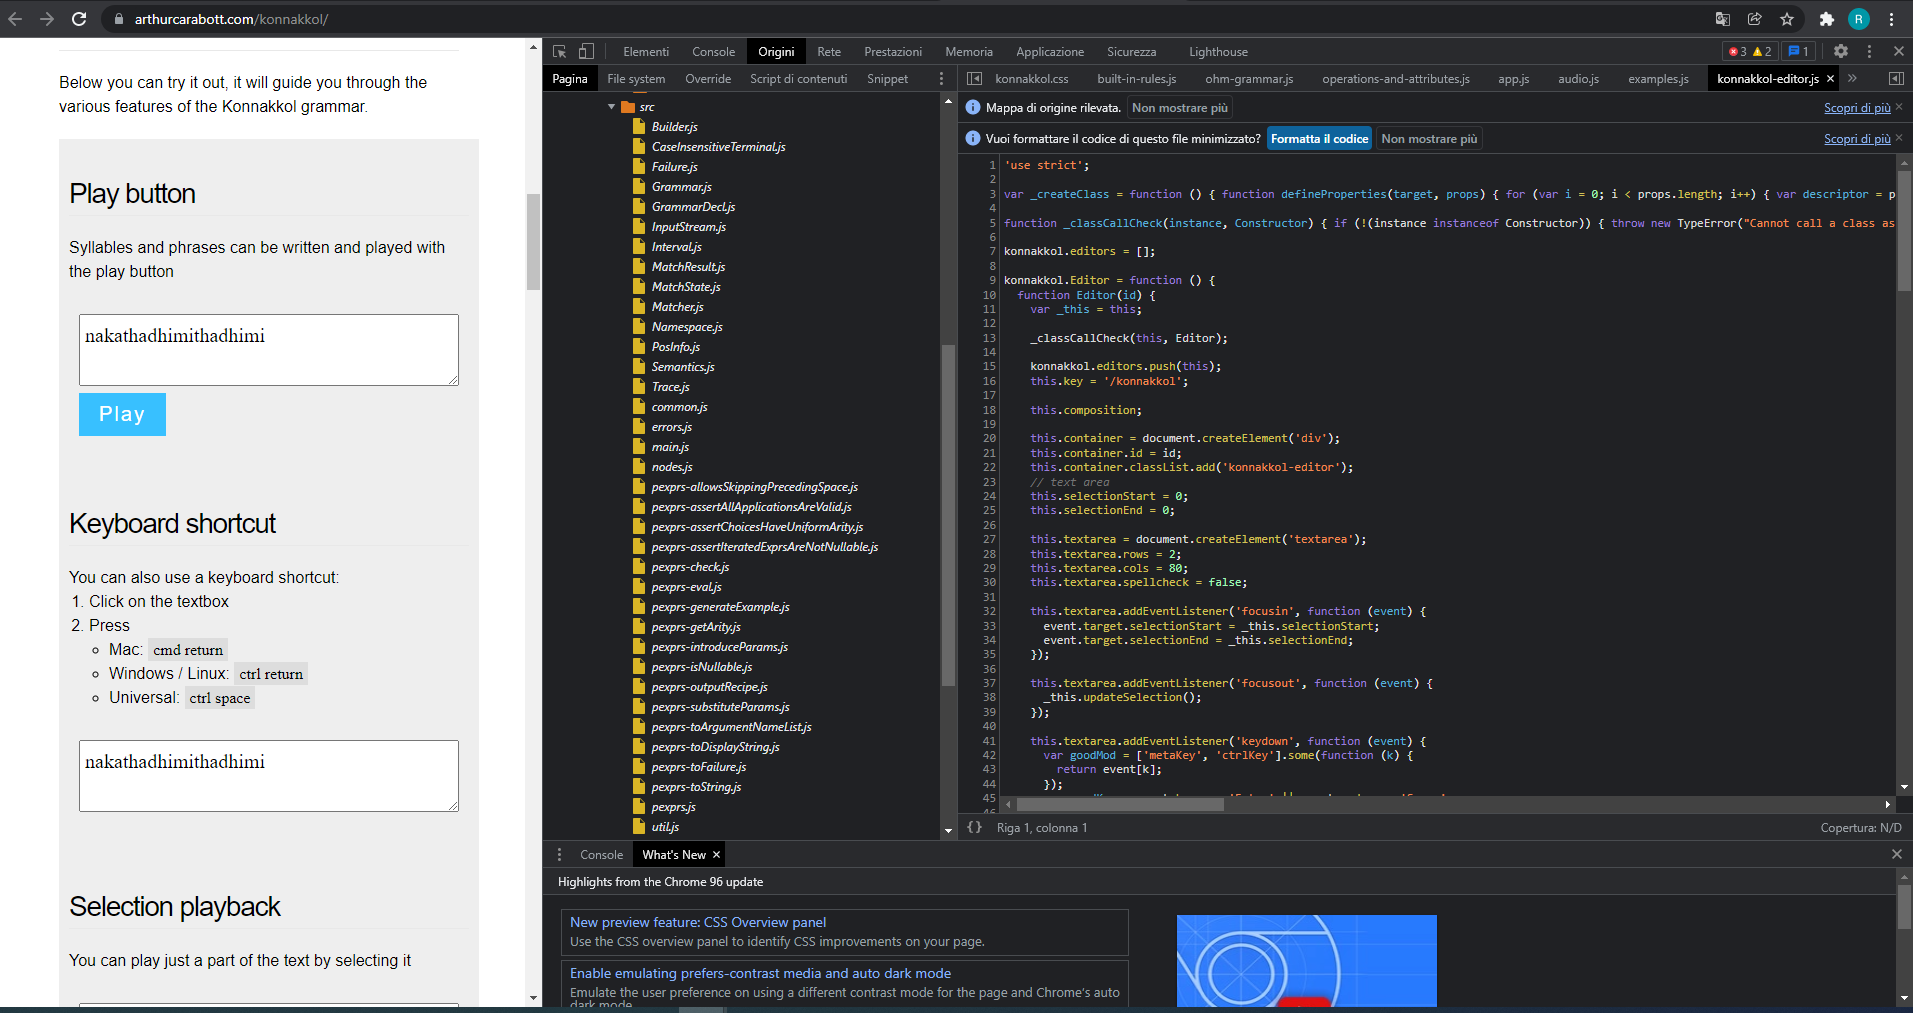 arthurcarabott.com/konnakkol/
R
Below you can try it out, it will guide you through the
various features of the Konnakkol grammar.
Play button
Syllables and phrases can be written and played with
the play button
nakathadhimithadhimi
Play
Keyboard shortcut
You can also use a keyboard shortcut:
1. Click on the textbox
2. Press
Mac: cmd return
Windows / Linux: ctrl return
Universal: ctrl space
nakathadhimithadhimi
Selection playback
You can play just a part of the text by selecting it
Elementi Console Origini Rete Prestazioni Memoria Applicazione Sicurezza Lighthouse 3 2 1
Pagina File system Override Script di contenuti Snippet
src
Builder.js
CaseInsensitiveTerminal.js
Failure.js
Grammar.js
GrammarDecl.js
InputStream.js
Interval.js
MatchResult.js
MatchState.js
Matcher.js
Namespace.js
PosInfo.js
Semantics.js
Trace.js
common.js
errors.js
main.js
nodes.js
pexprs-allowsSkippingPrecedingSpace.js
pexprs-assertAllApplicationsAreValid.js
pexprs-assertChoicesHaveUniformArity.js
pexprs-assertIteratedExprsAreNotNullable.js
pexprs-check.js
pexprs-eval.js
pexprs-generateExample.js
pexprs-getArity.js
pexprs-introduceParams.js
pexprs-isNullable.js
pexprs-outputRecipe.js
pexprs-substituteParams.js
pexprs-toArgumentNameList.js
pexprs-toDisplayString.js
pexprs-toFailure.js
pexprs-toString.js
pexprs.js
util.js
konnakkol.css built-in-rules.js ohm-grammar.js operations-and-attributes.js app.js audio.js examples.js konnakkol-editor.js
Mappa di origine rilevata. Non mostrare più Scopri di più
Vuoi formattare il codice di questo file minimizzato? Formatta il codice Non mostrare più Scopri di più
1 'use strict';
2
3 var _createClass = function () { function defineProperties(target, props) { for (var i = 0; i < props.length; i++) { var descriptor = p
4
5 function _classCallCheck(instance, Constructor) { if (!(instance instanceof Constructor)) { throw new TypeError("Cannot call a class as
6
7 konnakkol.editors = [];
8
9 konnakkol.Editor = function () {
10 function Editor(id) {
11 var _this = this;
12
13 _classCallCheck(this, Editor);
14
15 konnakkol.editors.push(this);
16 this.key = '/konnakkol';
17
18 this.composition;
19
20 this.container = document.createElement('div');
21 this.container.id = id;
22 this.container.classList.add('konnakkol-editor');
23 // text area
24 this.selectionStart = 0;
25 this.selectionEnd = 0;
26
27 this.textarea = document.createElement('textarea');
28 this.textarea.rows = 2;
29 this.textarea.cols = 80;
30 this.textarea.spellcheck = false;
31
32 this.textarea.addEventListener('focusin', function (event) {
33 event.target.selectionStart = _this.selectionStart;
34 event.target.selectionEnd = _this.selectionEnd;
35 });
36
37 this.textarea.addEventListener('focusout', function (event) {
38 _this.updateSelection();
39 });
40
41 this.textarea.addEventListener('keydown', function (event) {
42 var goodMod = ['metaKey', 'ctrlKey'].some(function (k) {
43 return event[k];
44 });
45
{} Riga 1, colonna 1 Copertura: N/D
Console What's New
Highlights from the Chrome 96 update
New preview feature: CSS Overview panel
Use the CSS overview panel to identify CSS improvements on your page.
Enable emulating prefers-contrast media and auto dark mode
Emulate the user preference on using a different contrast mode for the page and Chrome's auto
dark mode